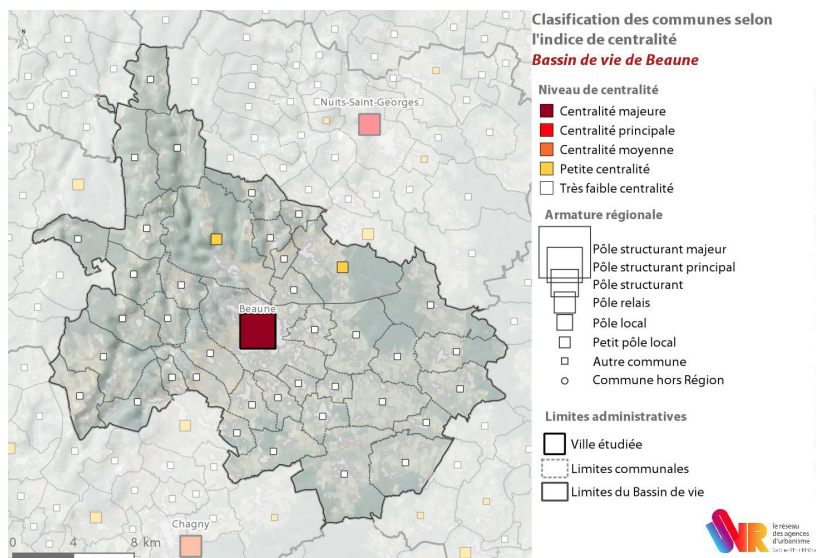 Clasification des communes selon
l'indice de centralité
Bassin de vie de Beaune
N
Nuits-Saint-Georges
Beaune
Chagny
0 4 8 km
Niveau de centralité
Centralité majeure
Centralité principale
Centralité moyenne
Petite centralité
Très faible centralité
Armature régionale
Pôle structurant majeur
Pôle structurant principal
Pôle structurant
Pôle relais
Pôle local
Petit pôle local
Autre commune
Commune hors Région
Limites administratives
Ville étudiée
Limites communales
Limites du Bassin de vie
le réseau
des agences
d'urbanisme